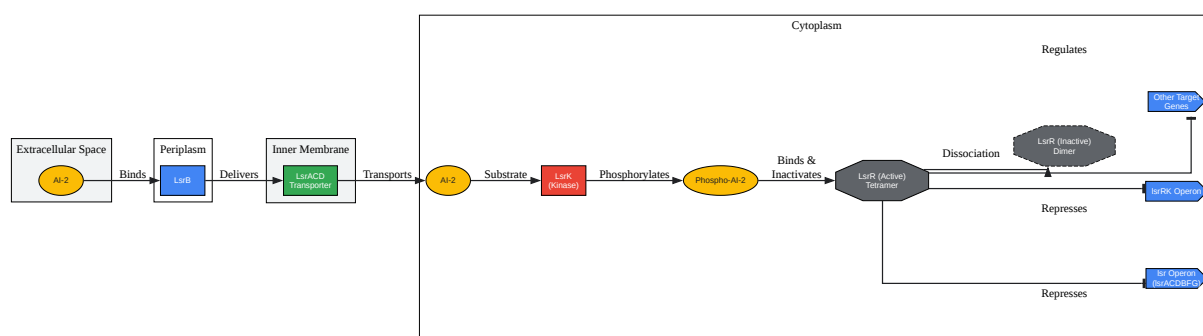 Cytoplasm
Regulates
Other Target
Genes
Extracellular Space
AI-2
Binds
Periplasm
LsrB
Delivers
Inner Membrane
LsrACD
Transporter
Transports
AI-2
Substrate
LsrK
(Kinase)
Phosphorylates
Phospho-AI-2
Binds &
Inactivates
LsrR (Active)
Tetramer
Dissociation
LsrR (Inactive)
Dimer
lsrRK Operon
Represses
lsr Operon
(lsrACDBFG)
Represses